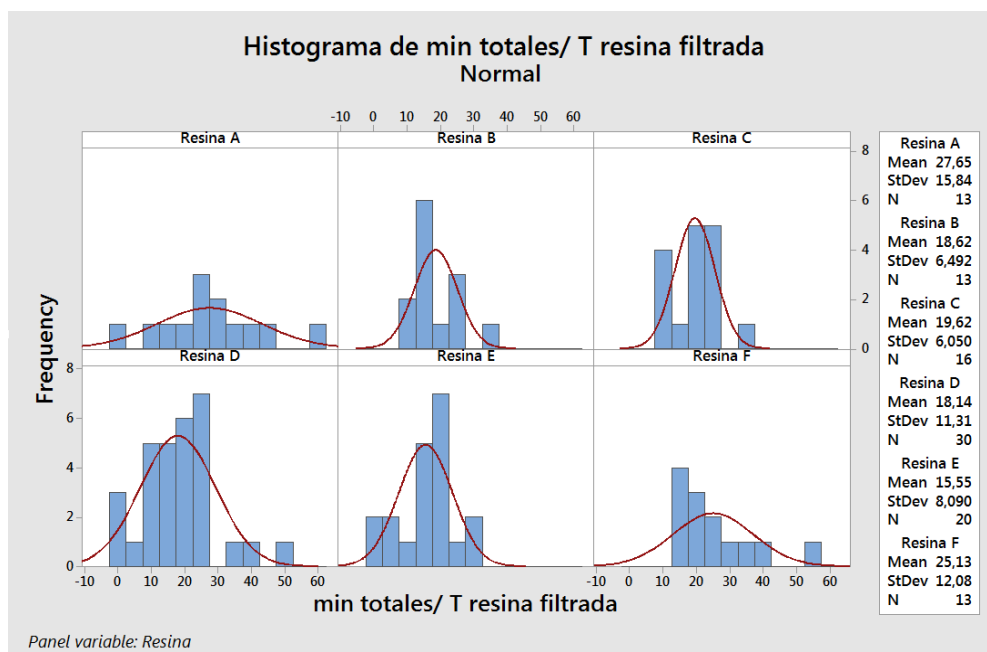 Histograma de min totales/ T resina filtrada
Normal
-10 0 10 20 30 40 50 60
Resina A Resina B Resina C
8
6
4
2
0
Resina D Resina E Resina F
8
6
4
2
0
-10 0 10 20 30 40 50 60
-10 0 10 20 30 40 50 60
Frequency
min totales/ T resina filtrada
Resina A
Mean 27,65
StDev 15,84
N 13
Resina B
Mean 18,62
StDev 6,492
N 13
Resina C
Mean 19,62
StDev 6,050
N 16
Resina D
Mean 18,14
StDev 11,31
N 30
Resina E
Mean 15,55
StDev 8,090
N 20
Resina F
Mean 25,13
StDev 12,08
N 13
Panel variable: Resina